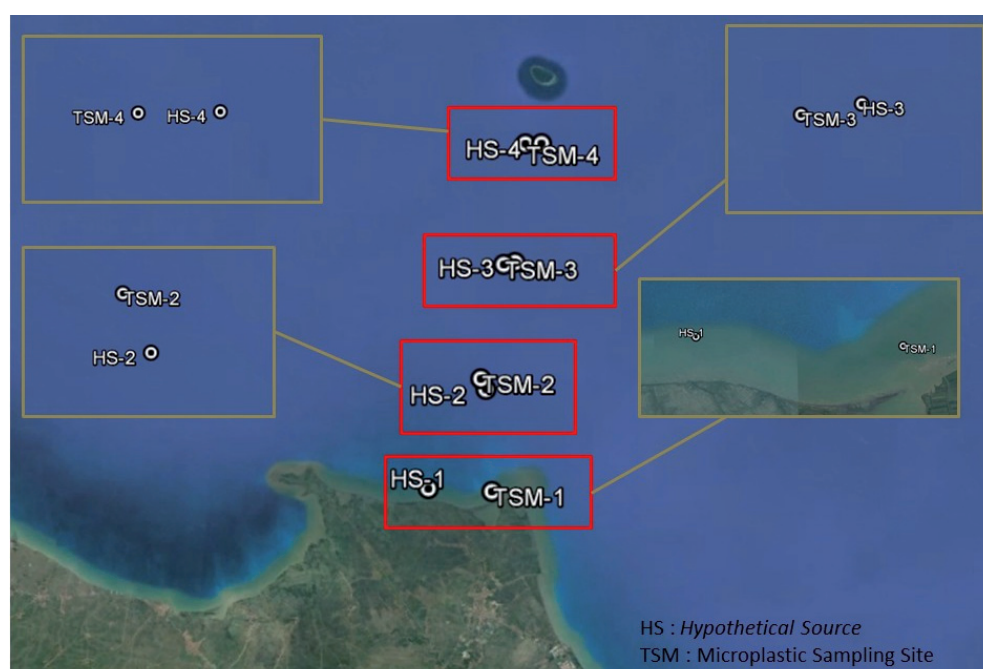 TSM-4 HS-4
HS-3
TSM-3
HS-4 TSM-4
HS-3 TSM-3
TSM-2
HS-2
HS-1
TSM-1
TSM-2
HS-2
HS-1
TSM-1
HS : Hypothetical Source
TSM : Microplastic Sampling Site